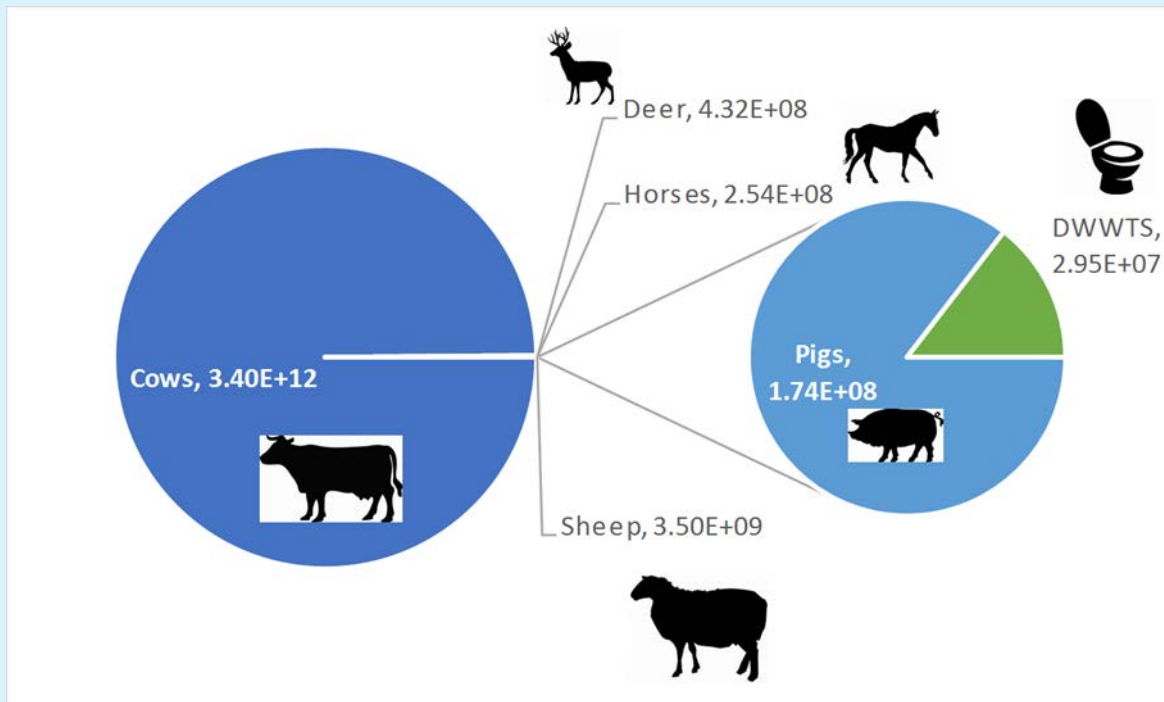 Deer, 4.32E+08
Horses, 2.54E+08
DWWTS,
2.95E+07
Cows, 3.40E+12
Pigs,
1.74E+08
Sheep, 3.50E+09